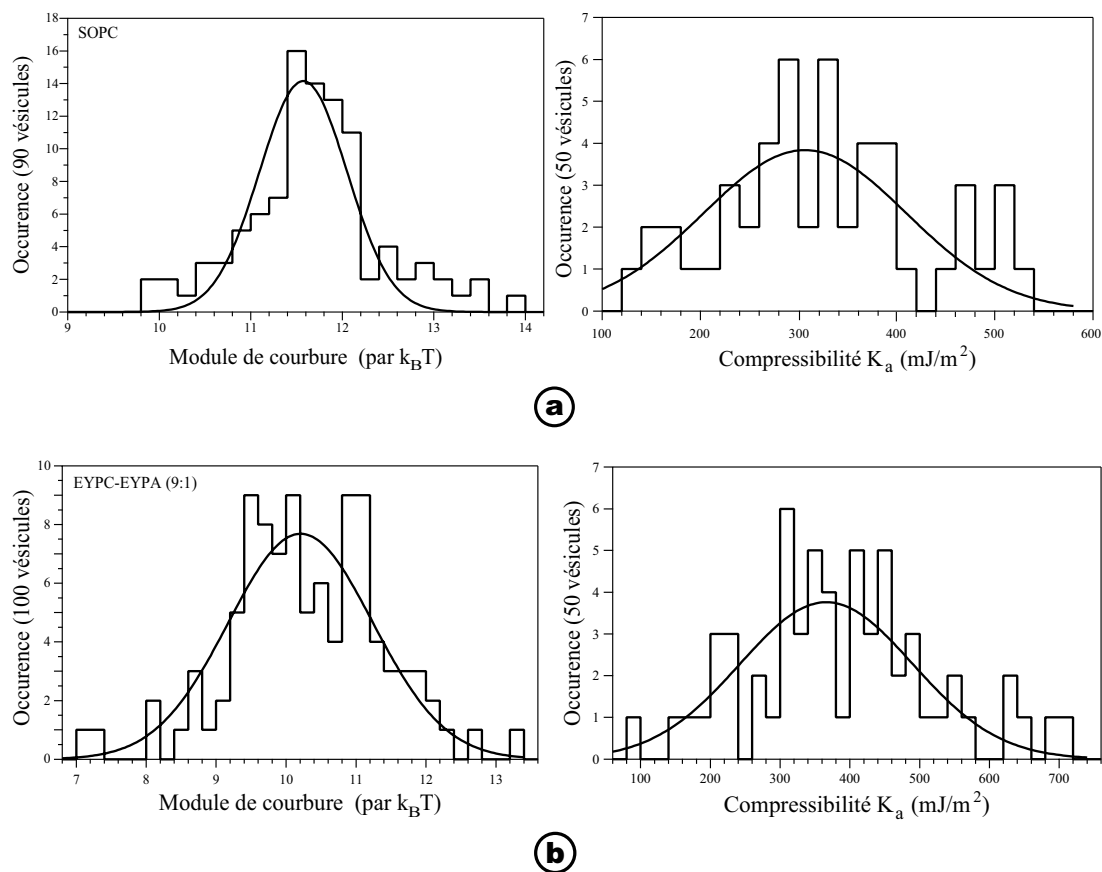 SOPC
Occurence (90 vésicules)
18
16
14
12
10
8
6
4
2
0
9 10 11 12 13 14
Module de courbure (par kBT)
Occurence (50 vésicules)
7
6
5
4
3
2
1
0
100 200 300 400 500 600
Compressibilité Ka (mJ/m²)
a
EYPC-EYPA (9:1)
Occurence (100 vésicules)
10
8
6
4
2
0
7 8 9 10 11 12 13
Module de courbure (par kBT)
Occurence (50 vésicules)
7
6
5
4
3
2
1
0
100 200 300 400 500 600 700
Compressibilité Ka (mJ/m²)
b